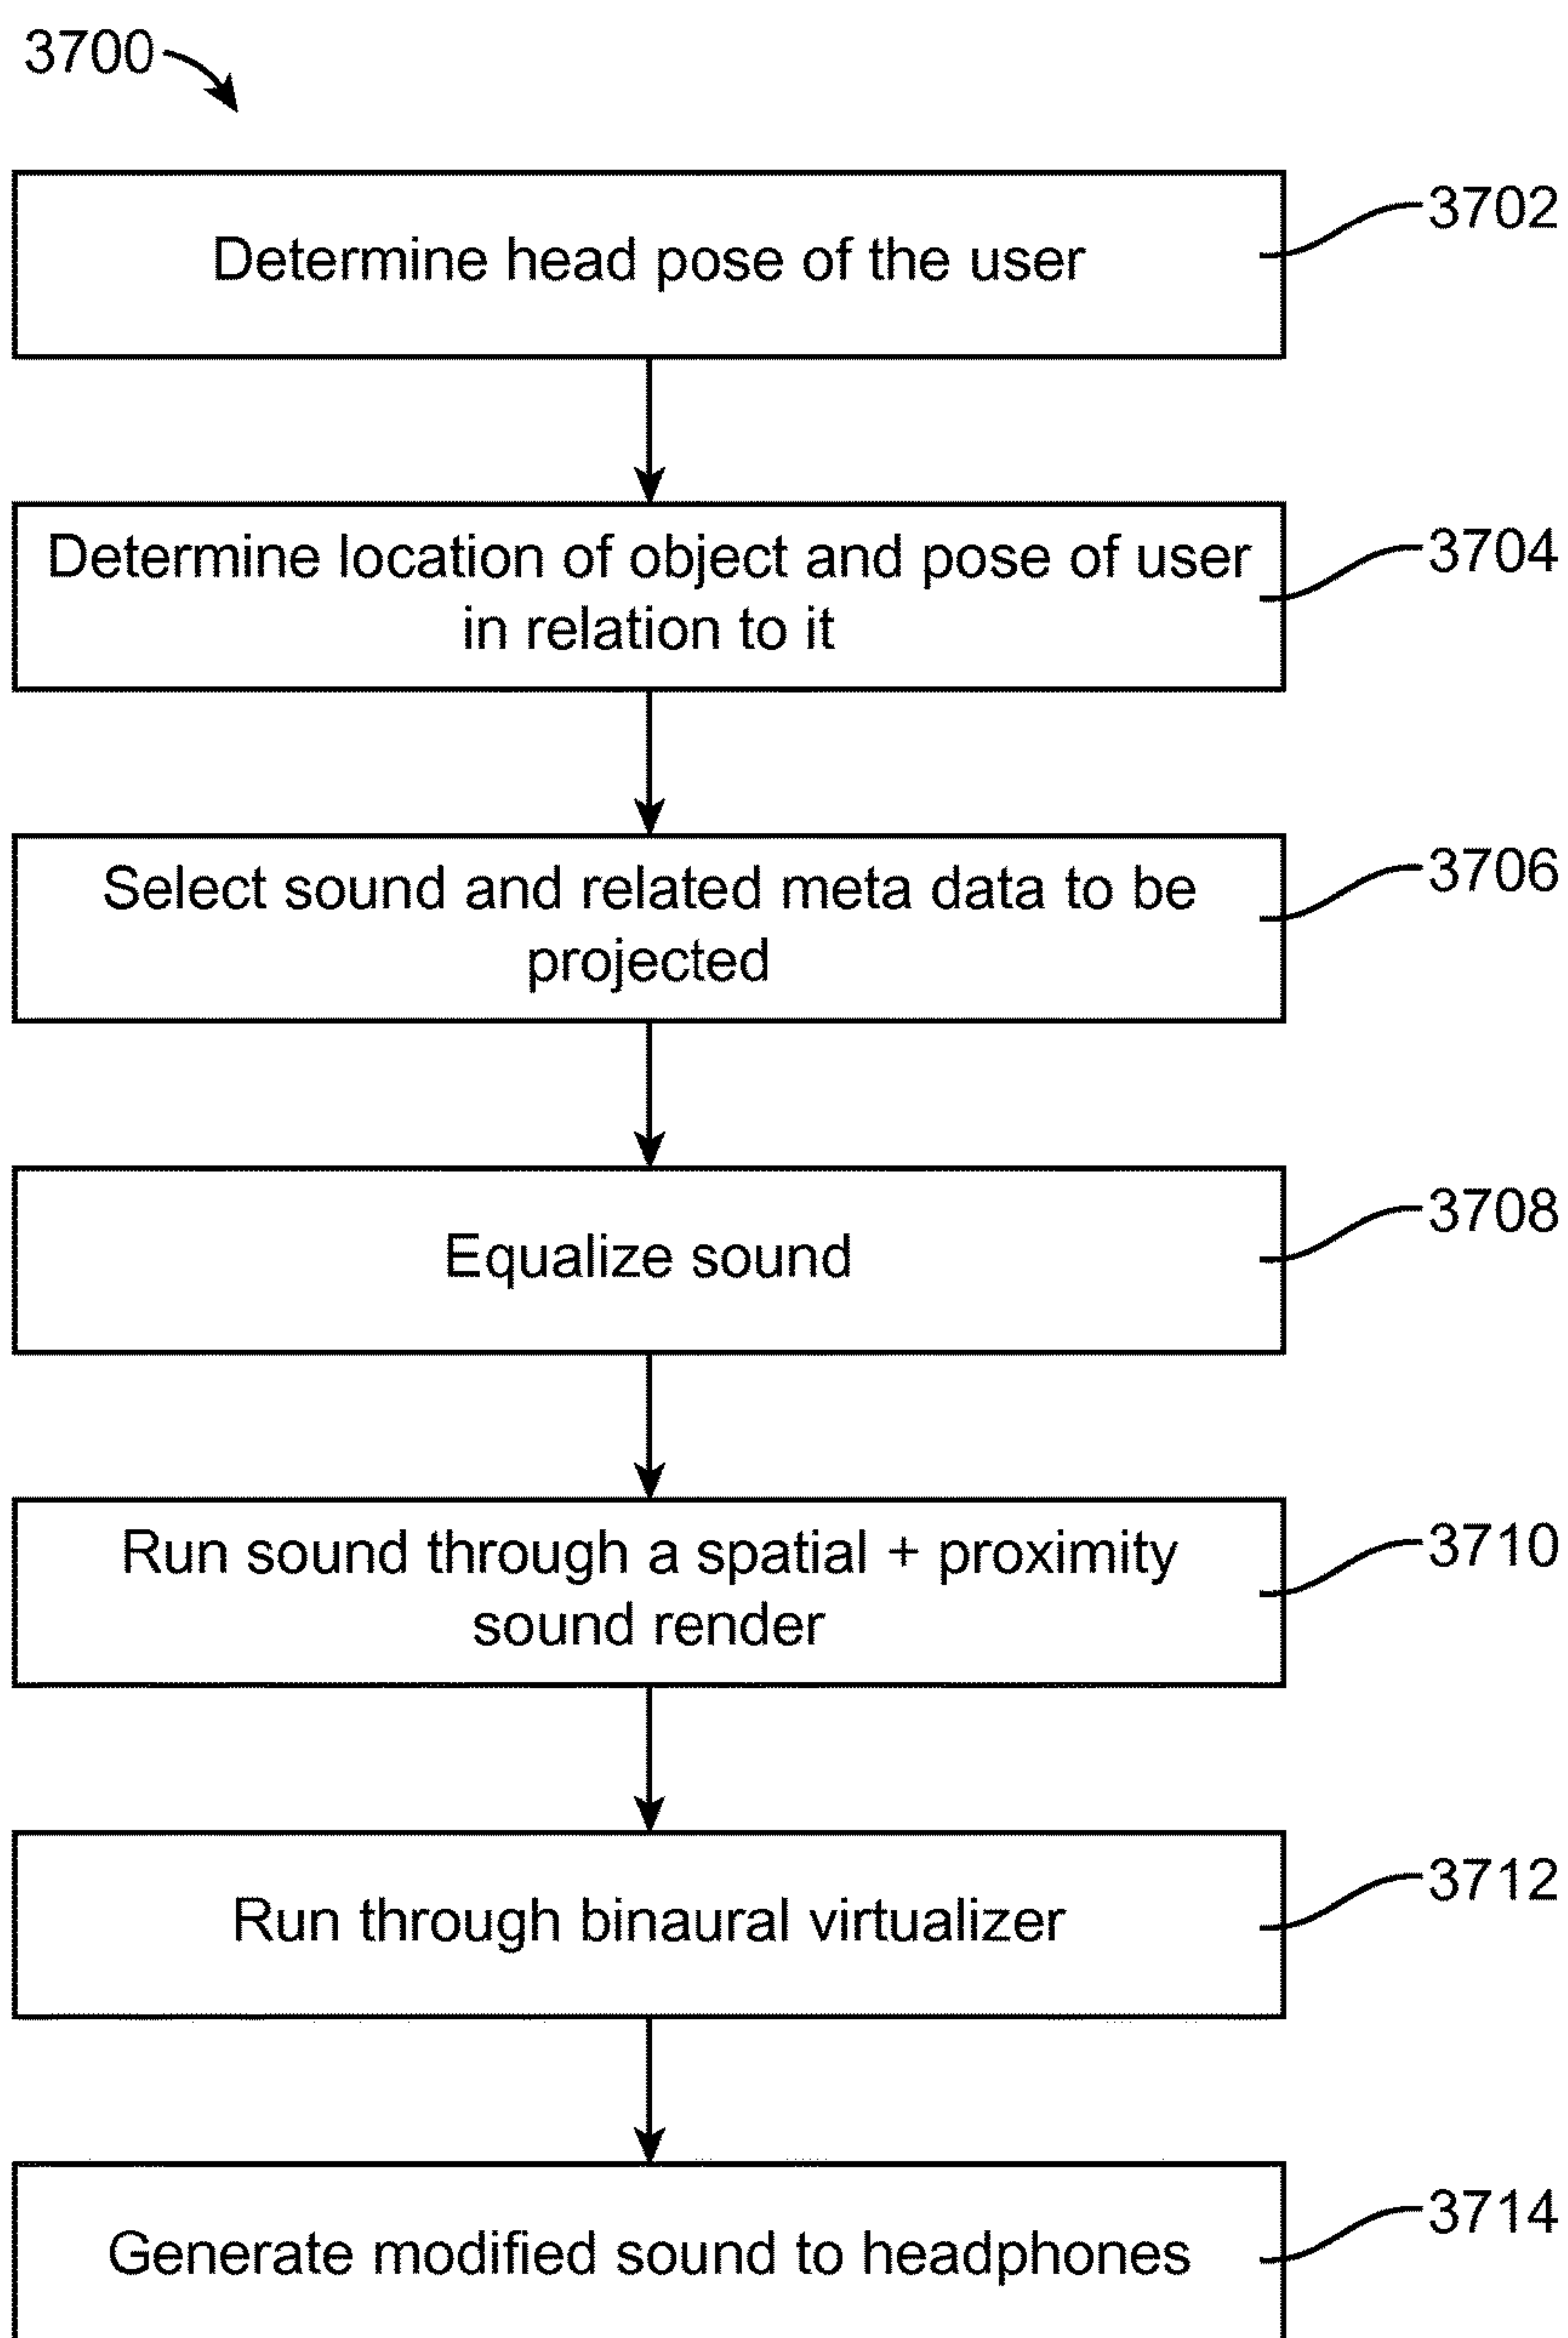 3700
Determine head pose of the user
3702
Determine location of object and pose of user
in relation to it
3704
Select sound and related meta data to be
projected
3706
Equalize sound
3708
Run sound through a spatial + proximity
sound render
3710
Run through binaural virtualizer
3712
Generate modified sound to headphones
3714